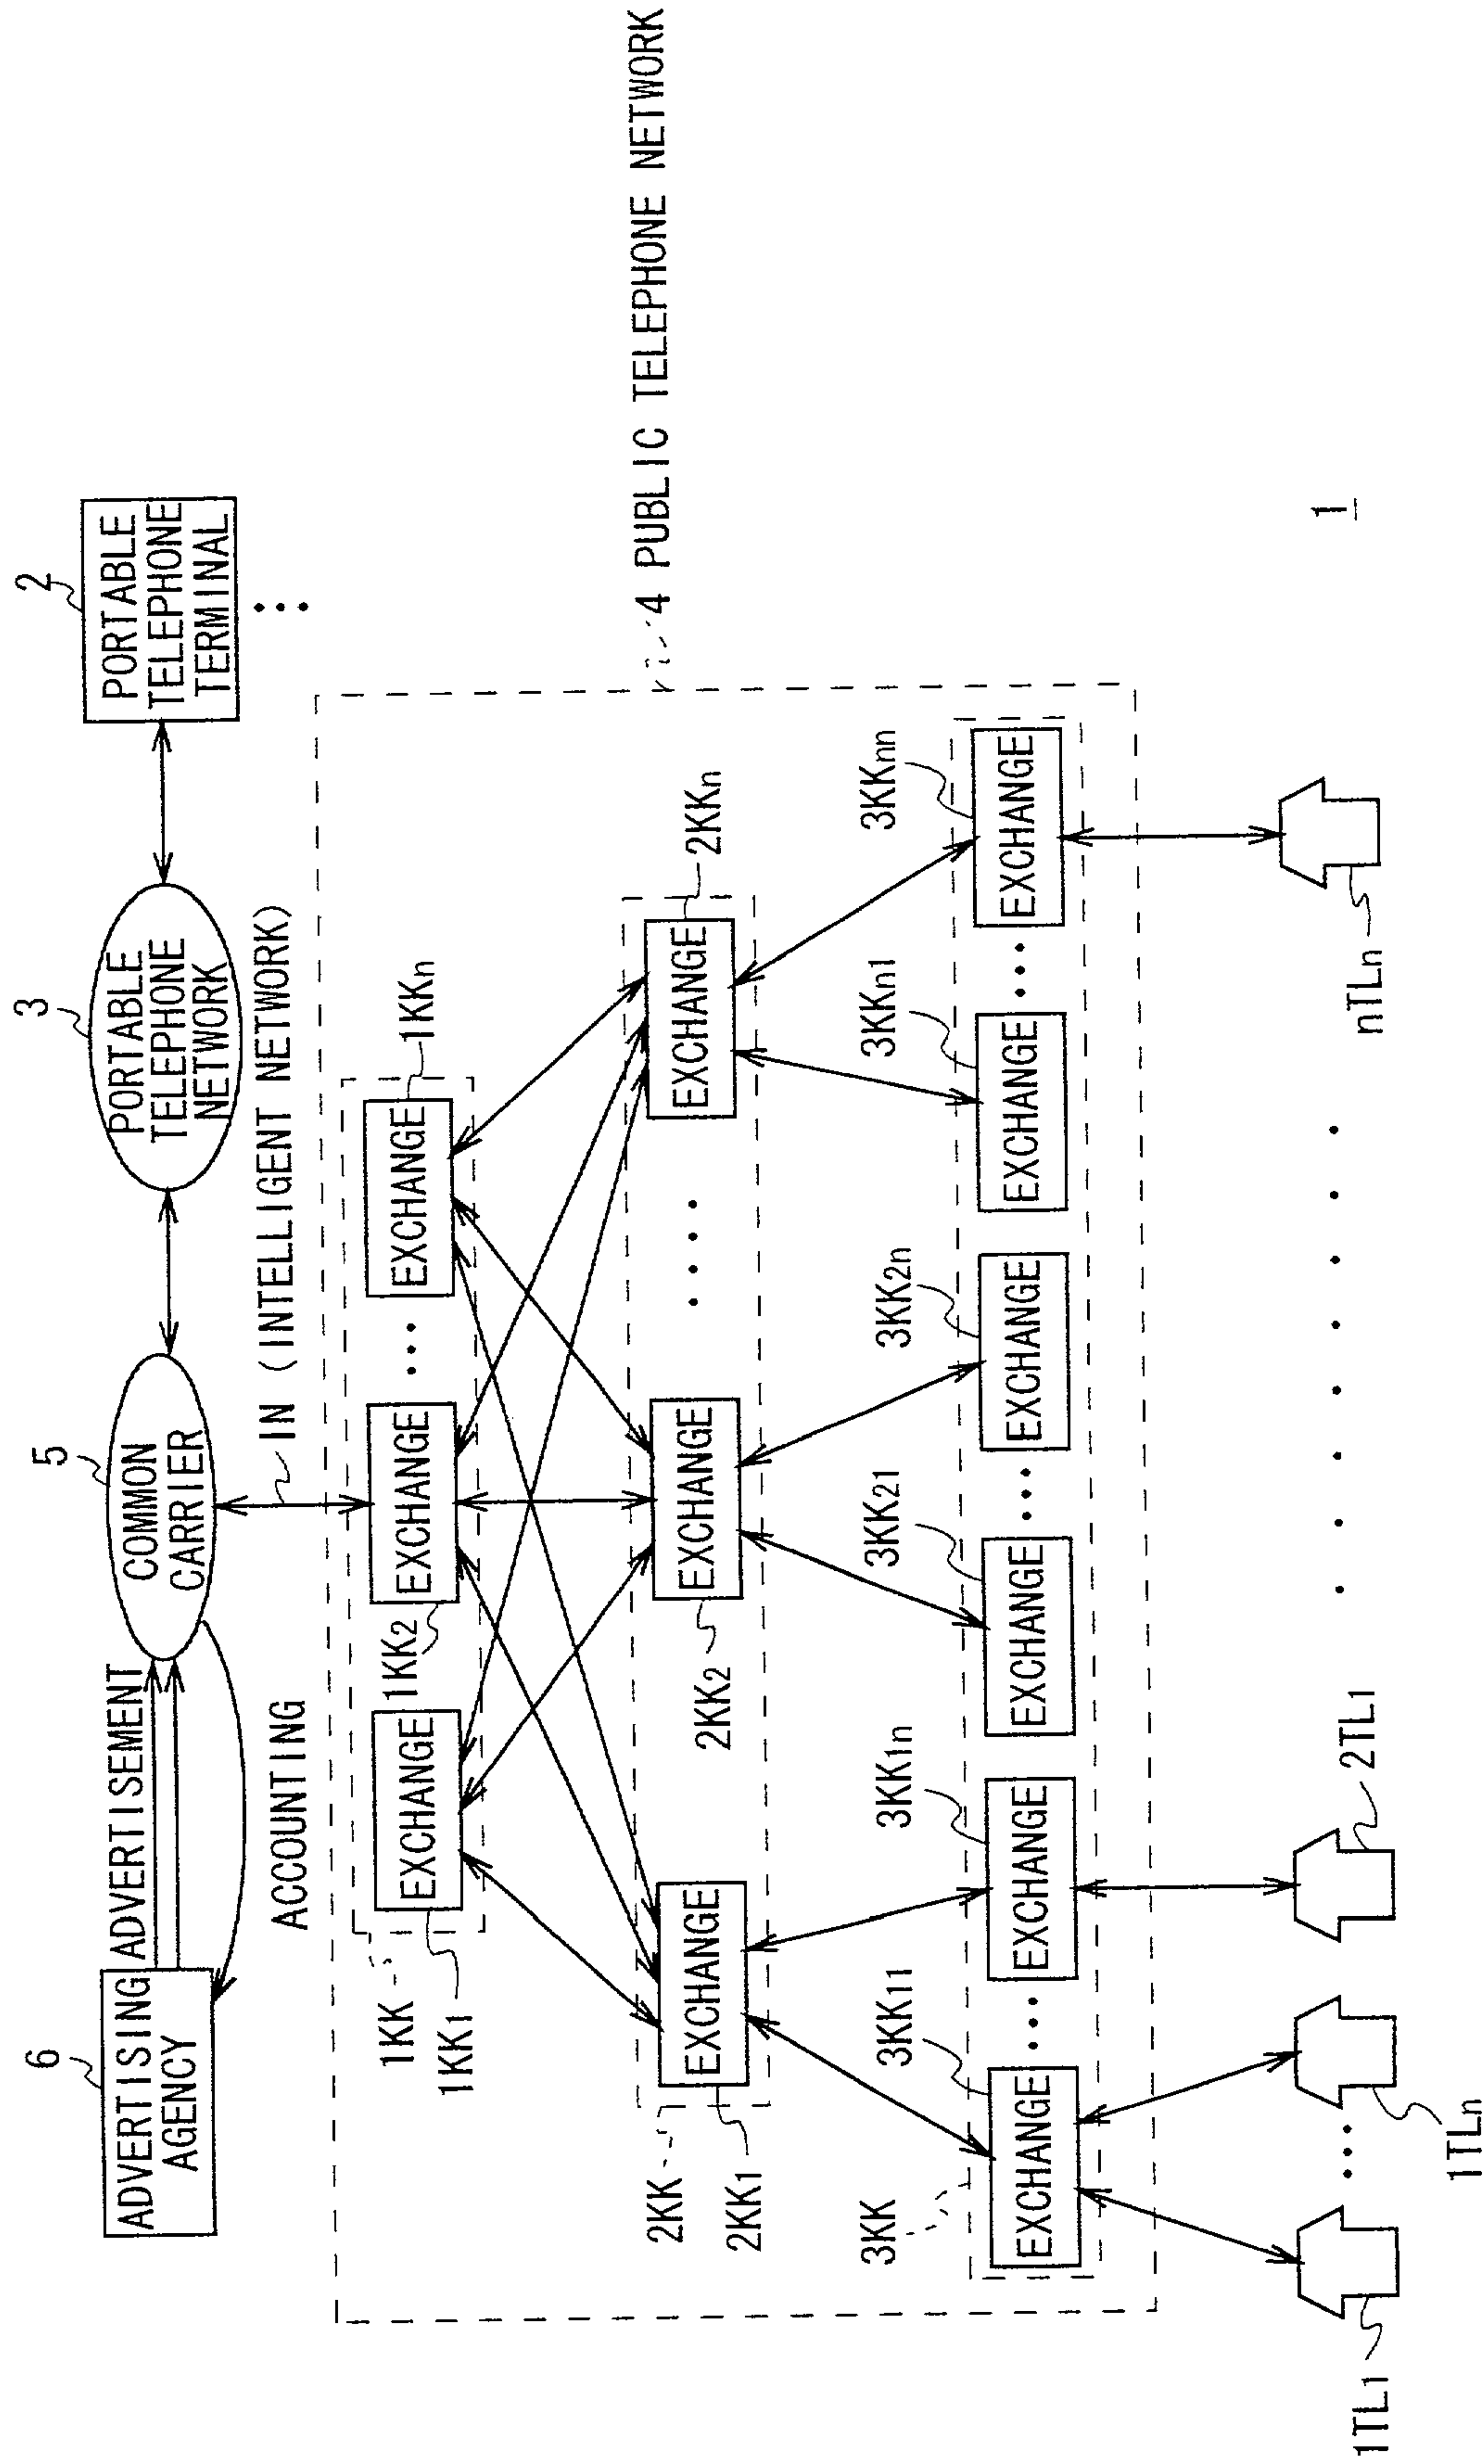 6
ADVERTISING
AGENCY
ADVERTISEMENT
ACCOUNTING
5
COMMON
CARRIER
3
PORTABLE
TELEPHONE
NETWORK
2
PORTABLE
TELEPHONE
TERMINAL
IN (INTELLIGENT NETWORK)
4 PUBLIC TELEPHONE NETWORK
1KK
1KK1
EXCHANGE
1KK2
EXCHANGE
1KKn
EXCHANGE
2KK
2KK1
EXCHANGE
2KK2
EXCHANGE
2KKn
EXCHANGE
3KK
3KK11
EXCHANGE
3KK1n
EXCHANGE
3KK21
EXCHANGE
3KK2n
EXCHANGE
3KKn1
EXCHANGE
3KKnn
EXCHANGE
1TL1
1TLn
2TL1
nTLn
1